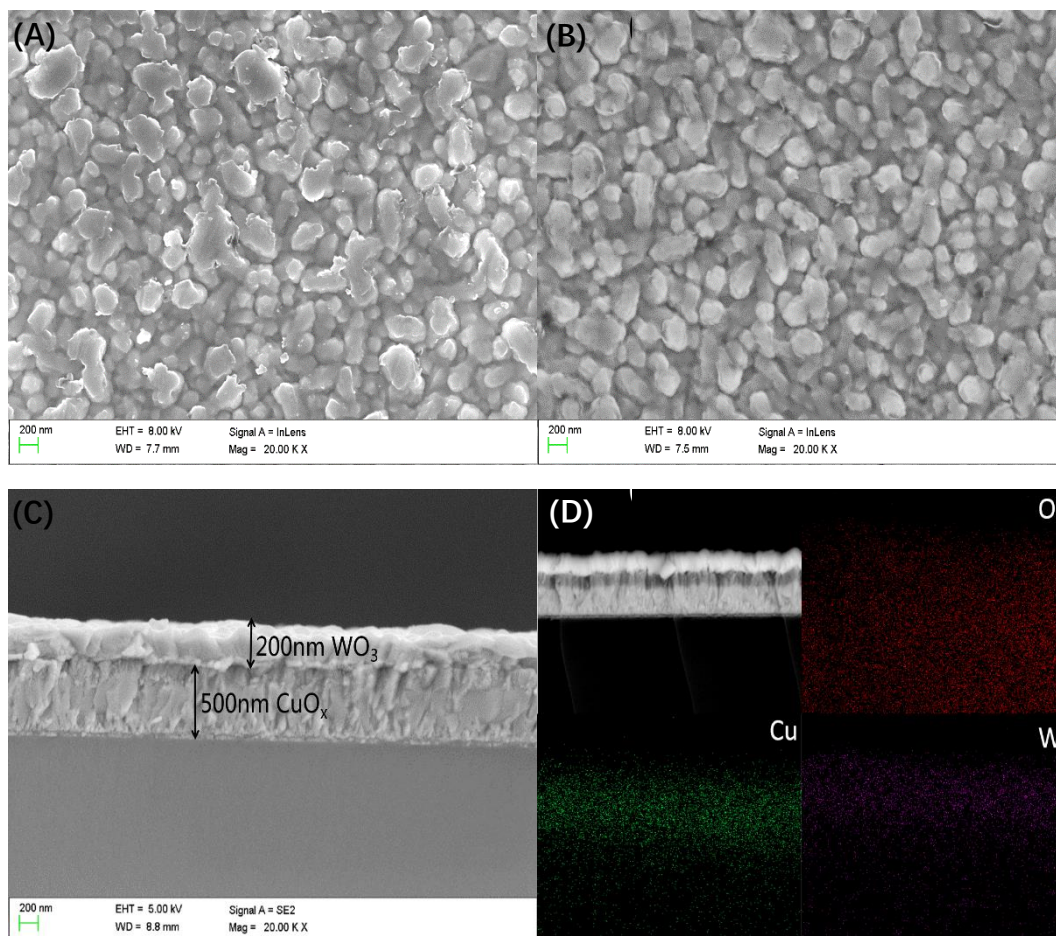 (A)
(B)
200 nm EHT = 8.00 kV Signal A = InLens
WD = 7.7 mm Mag = 20.00 K X
200 nm EHT = 8.00 kV Signal A = InLens
WD = 7.5 mm Mag = 20.00 K X
(C)
200nm WO₃
500nm CuOₓ
200 nm EHT = 5.00 kV Signal A = SE2
WD = 8.8 mm Mag = 20.00 K X
(D)
O
Cu
W